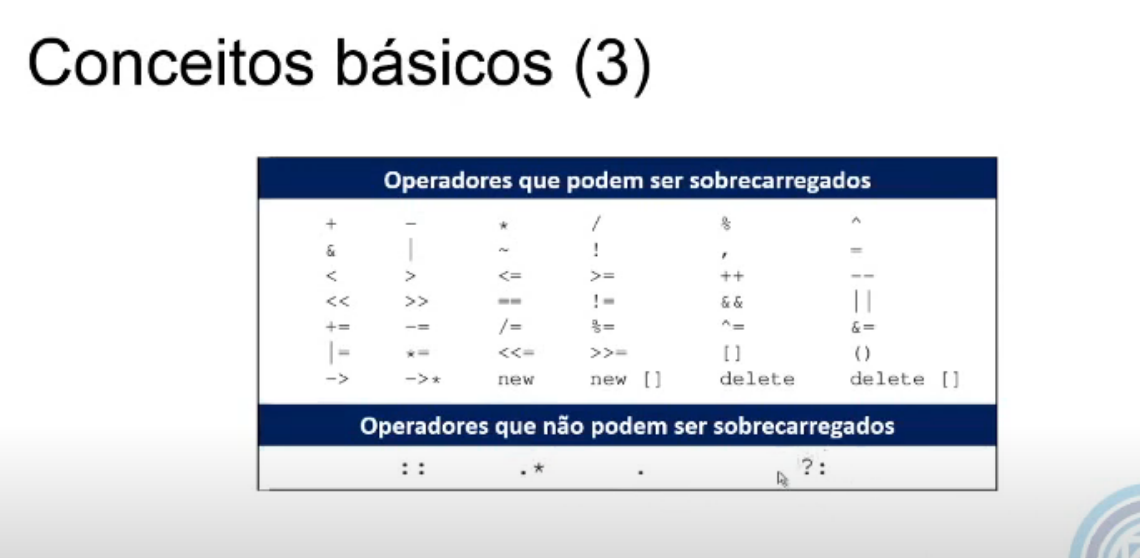 Conceitos básicos (3)
Operadores que podem ser sobrecarregados
+ - * / % ^
& | ~ ! , =
< > <= >= ++ --
<< >> == != && ||
+= -= /= %= ^= &=
|= *= <<= >>= [] ()
-> ->* new new [] delete delete []
Operadores que não podem ser sobrecarregados
:: .* . ?: